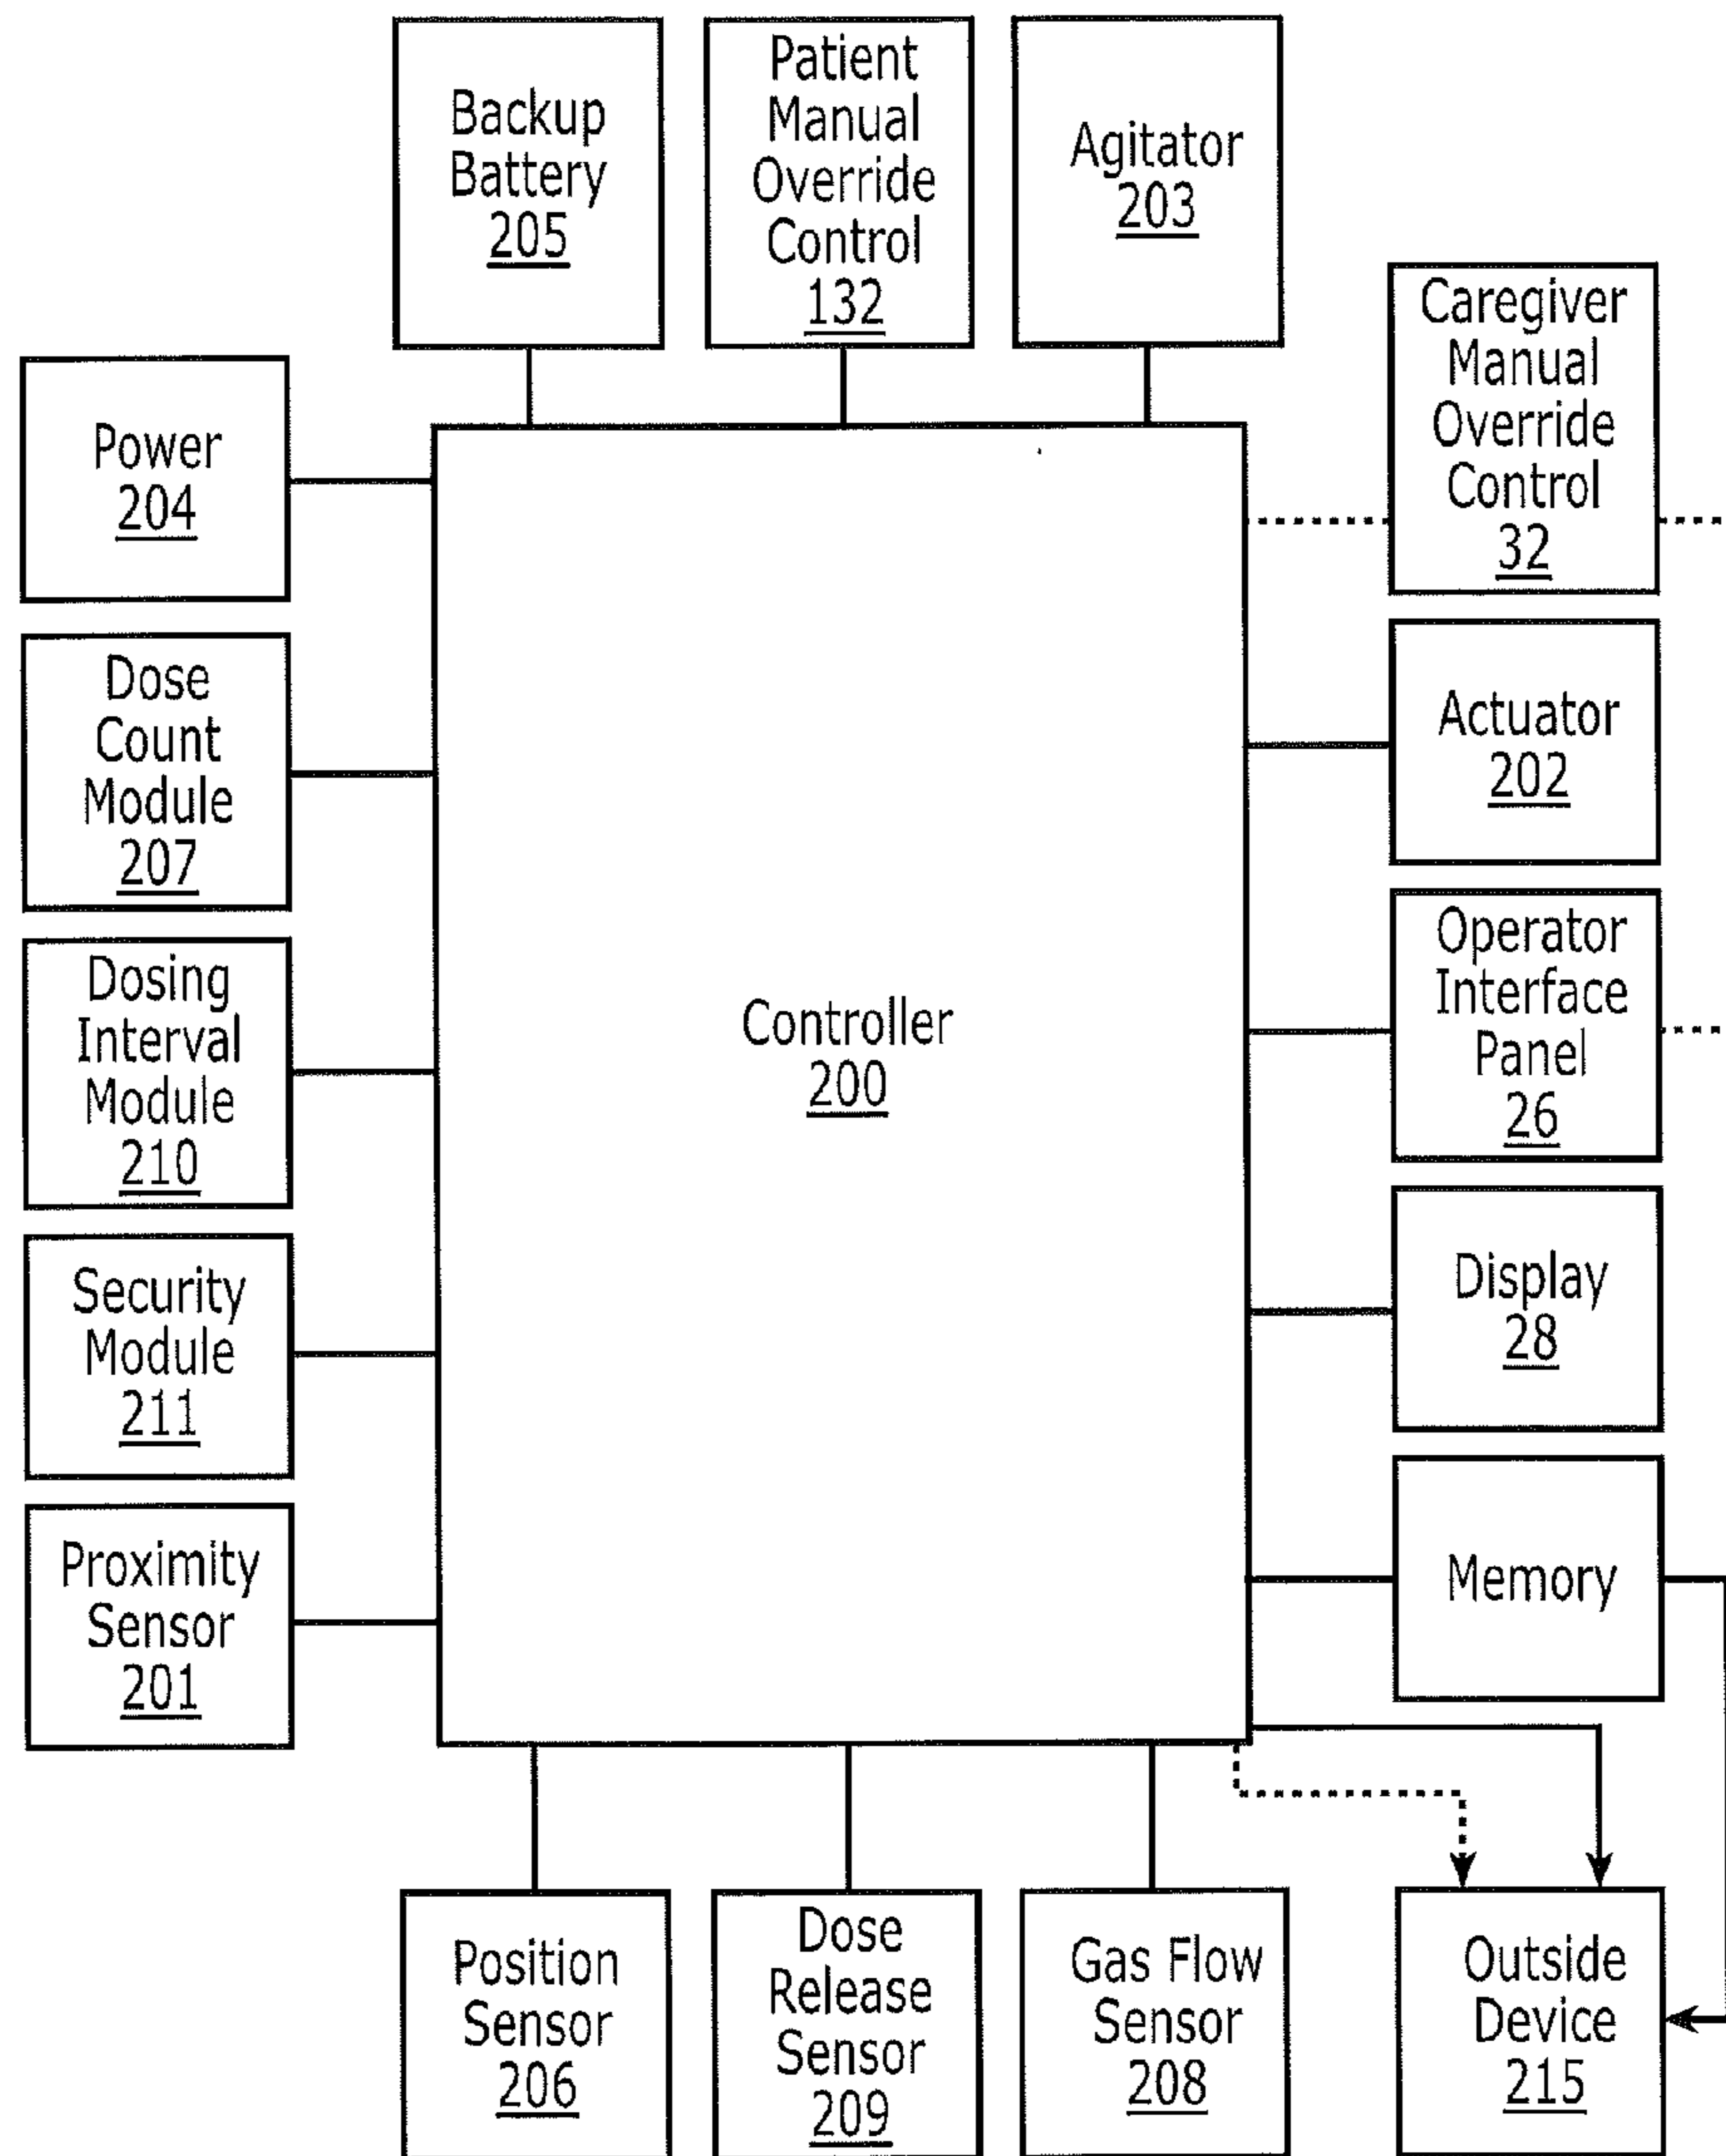 Backup
Battery
205
Patient
Manual
Override
Control
132
Agitator
203
Caregiver
Manual
Override
Control
32
Power
204
Dose
Count
Module
207
Actuator
202
Dosing
Interval
Module
210
Controller
200
Operator
Interface
Panel
26
Security
Module
211
Display
28
Proximity
Sensor
201
Memory
Position
Sensor
206
Dose
Release
Sensor
209
Gas Flow
Sensor
208
Outside
Device
215